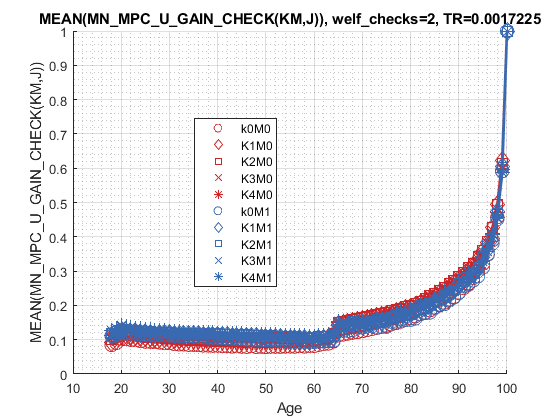 MEAN(MN_MPC_U_GAIN_CHECK(KM,J)), welf_checks=2, TR=0.0017225
MEAN(MN_MPC_U_GAIN_CHECK(KM,J))
1
0.9
0.8
0.7
0.6
0.5
0.4
0.3
0.2
0.1
0
k0M0
K1M0
K2M0
K3M0
K4M0
k0M1
K1M1
K2M1
K3M1
K4M1
10 20 30 40 50 60 70 80 90 100
Age